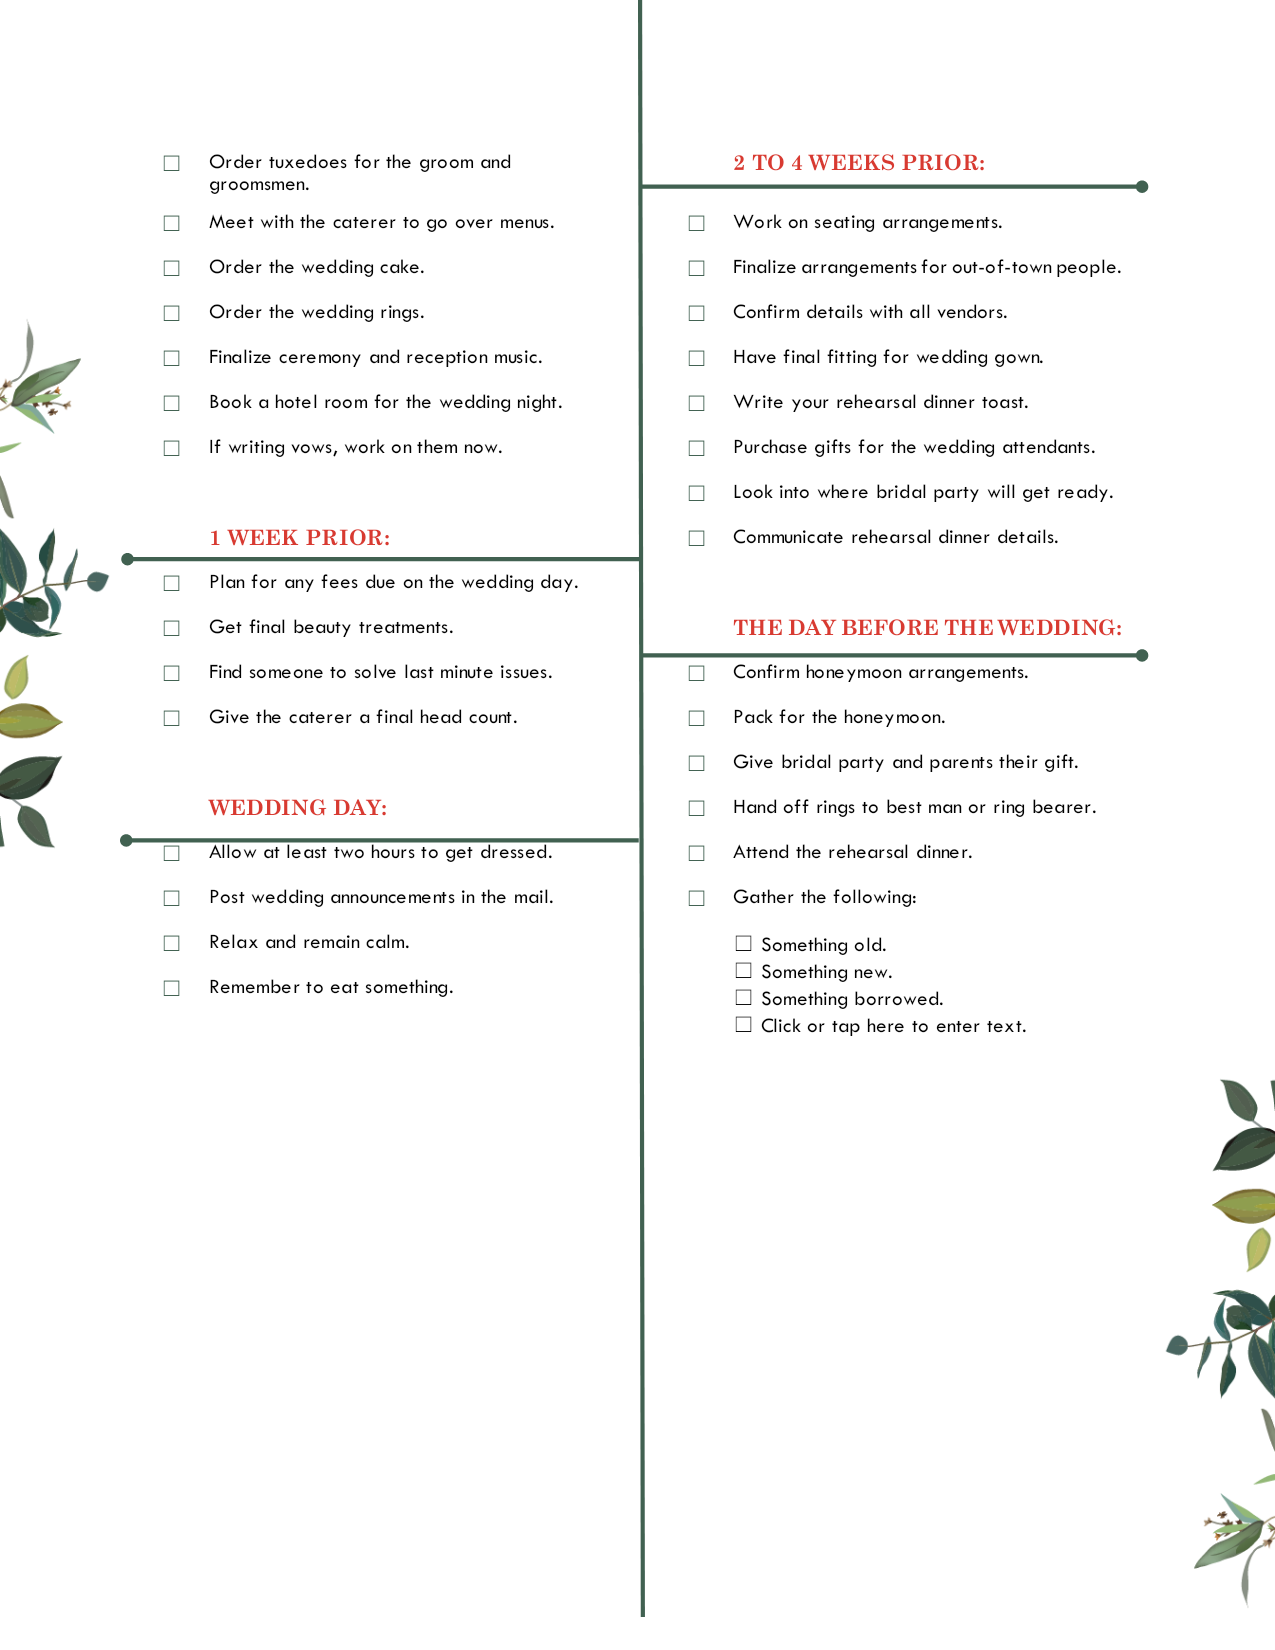 ☐ Order tuxedoes for the groom and
groomsmen.
☐ Meet with the caterer to go over menus.
☐ Order the wedding cake.
☐ Order the wedding rings.
☐ Finalize ceremony and reception music.
☐ Book a hotel room for the wedding night.
☐ If writing vows, work on them now.
1 WEEK PRIOR:
☐ Plan for any fees due on the wedding day.
☐ Get final beauty treatments.
☐ Find someone to solve last minute issues.
☐ Give the caterer a final head count.
WEDDING DAY:
☐ Allow at least two hours to get dressed.
☐ Post wedding announcements in the mail.
☐ Relax and remain calm.
☐ Remember to eat something.
2 TO 4 WEEKS PRIOR:
☐ Work on seating arrangements.
☐ Finalize arrangements for out-of-town people.
☐ Confirm details with all vendors.
☐ Have final fitting for wedding gown.
☐ Write your rehearsal dinner toast.
☐ Purchase gifts for the wedding attendants.
☐ Look into where bridal party will get ready.
☐ Communicate rehearsal dinner details.
THE DAY BEFORE THE WEDDING:
☐ Confirm honeymoon arrangements.
☐ Pack for the honeymoon.
☐ Give bridal party and parents their gift.
☐ Hand off rings to best man or ring bearer.
☐ Attend the rehearsal dinner.
☐ Gather the following:
☐ Something old.
☐ Something new.
☐ Something borrowed.
☐ Click or tap here to enter text.